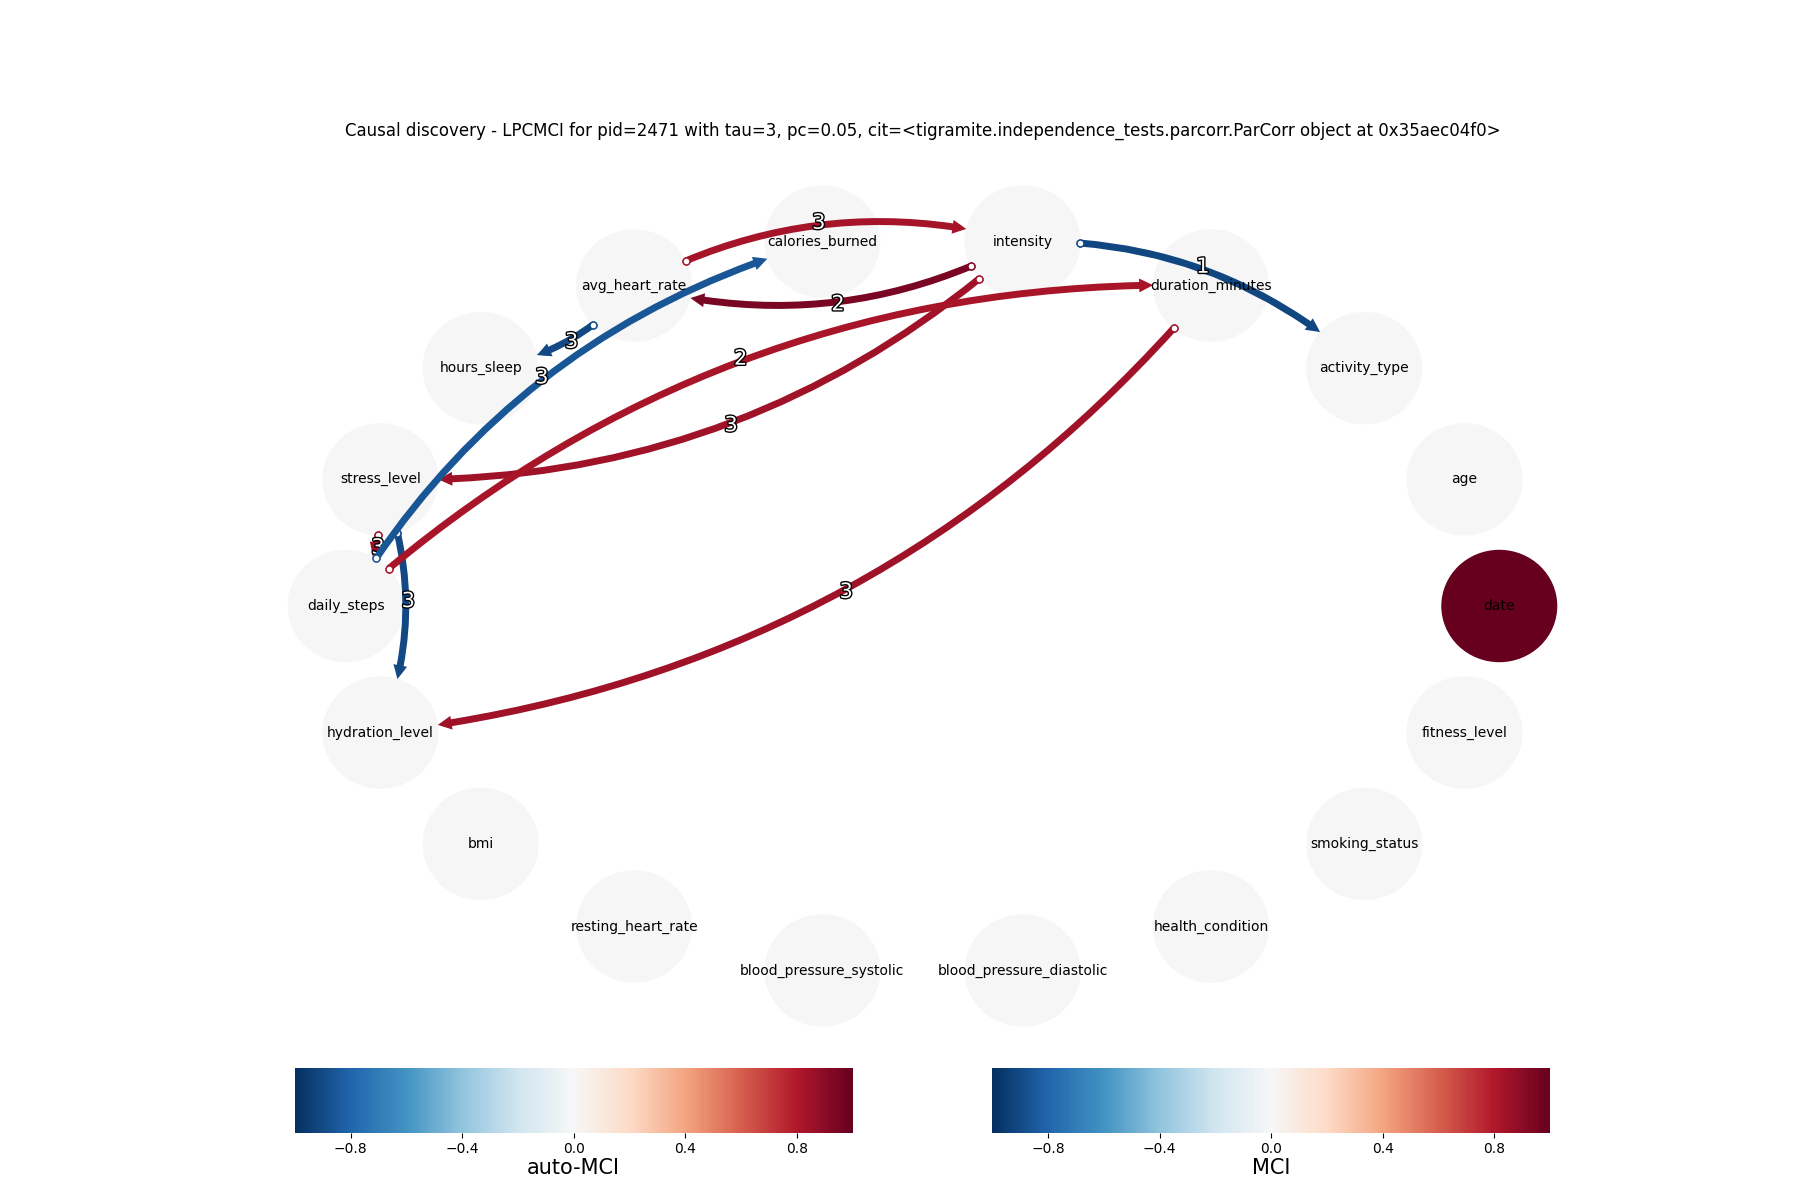 Causal discovery - LPCMCI for pid=2471 with tau=3, pc=0.05, cit=<tigramite.independence_tests.parcorr.ParCorr object at 0x35aec04f0>
3
calories_burned
intensity
1
avg_heart_rate
duration_minutes
2
3
2
hours_sleep
3
activity_type
3
stress_level
age
3
daily_steps
3
date
hydration_level
fitness_level
bmi
smoking_status
resting_heart_rate
health_condition
blood_pressure_systolic
blood_pressure_diastolic
−0.8 −0.4 0.0 0.4 0.8
auto-MCI
−0.8 −0.4 0.0 0.4 0.8
MCI